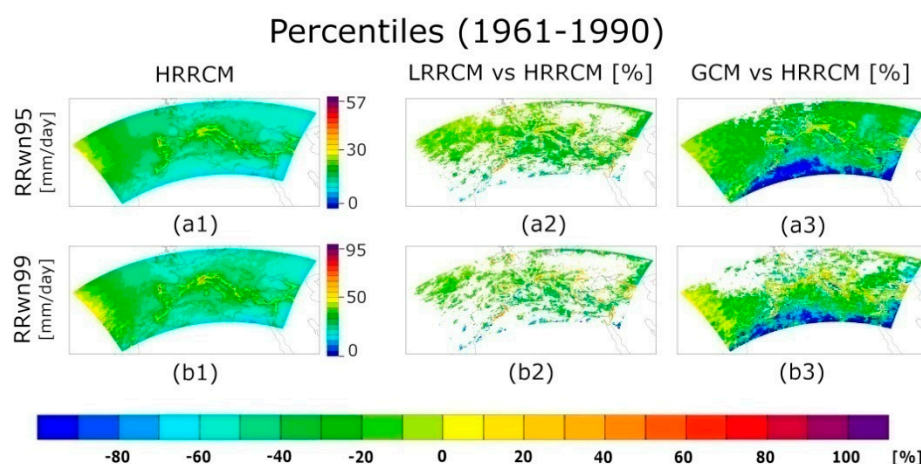 Percentiles (1961-1990)
HRRCM
LRRCM vs HRRCM [%]
GCM vs HRRCM [%]
RRwn95
[mm/day]
57
30
0
(a1)
(a2)
(a3)
RRwn99
[mm/day]
95
50
0
(b1)
(b2)
(b3)
-80 -60 -40 -20 0 20 40 60 80 100 [%]